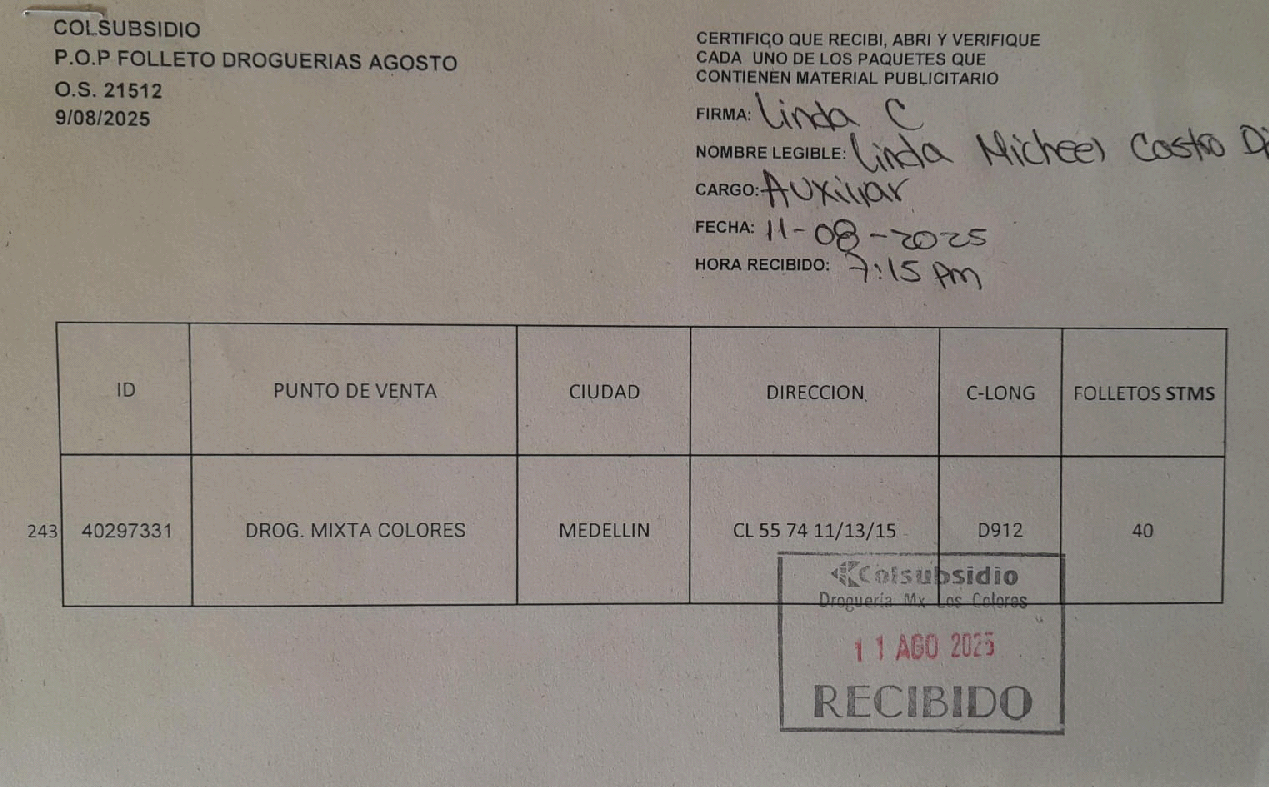 COLSUBSIDIO
P.O.P FOLLETO DROGUERIAS AGOSTO
O.S. 21512
9/08/2025
CERTIFICO QUE RECIBI, ABRI Y VERIFIQUE
CADA UNO DE LOS PAQUETES QUE
CONTIENEN MATERIAL PUBLICITARIO
FIRMA: Linda C
NOMBRE LEGIBLE: Linda Micheel Castro
CARGO: Auxiliar
FECHA: 11-08-2025
HORA RECIBIDO: 7:15 pm
ID PUNTO DE VENTA CIUDAD DIRECCION C-LONG FOLLETOS STMS
243 40297331 DROG. MIXTA COLORES MEDELLIN CL 55 74 11/13/15 D912 40
Colsubsidio
Droguería Mx Los Colores
11 AGO 2025
RECIBIDO